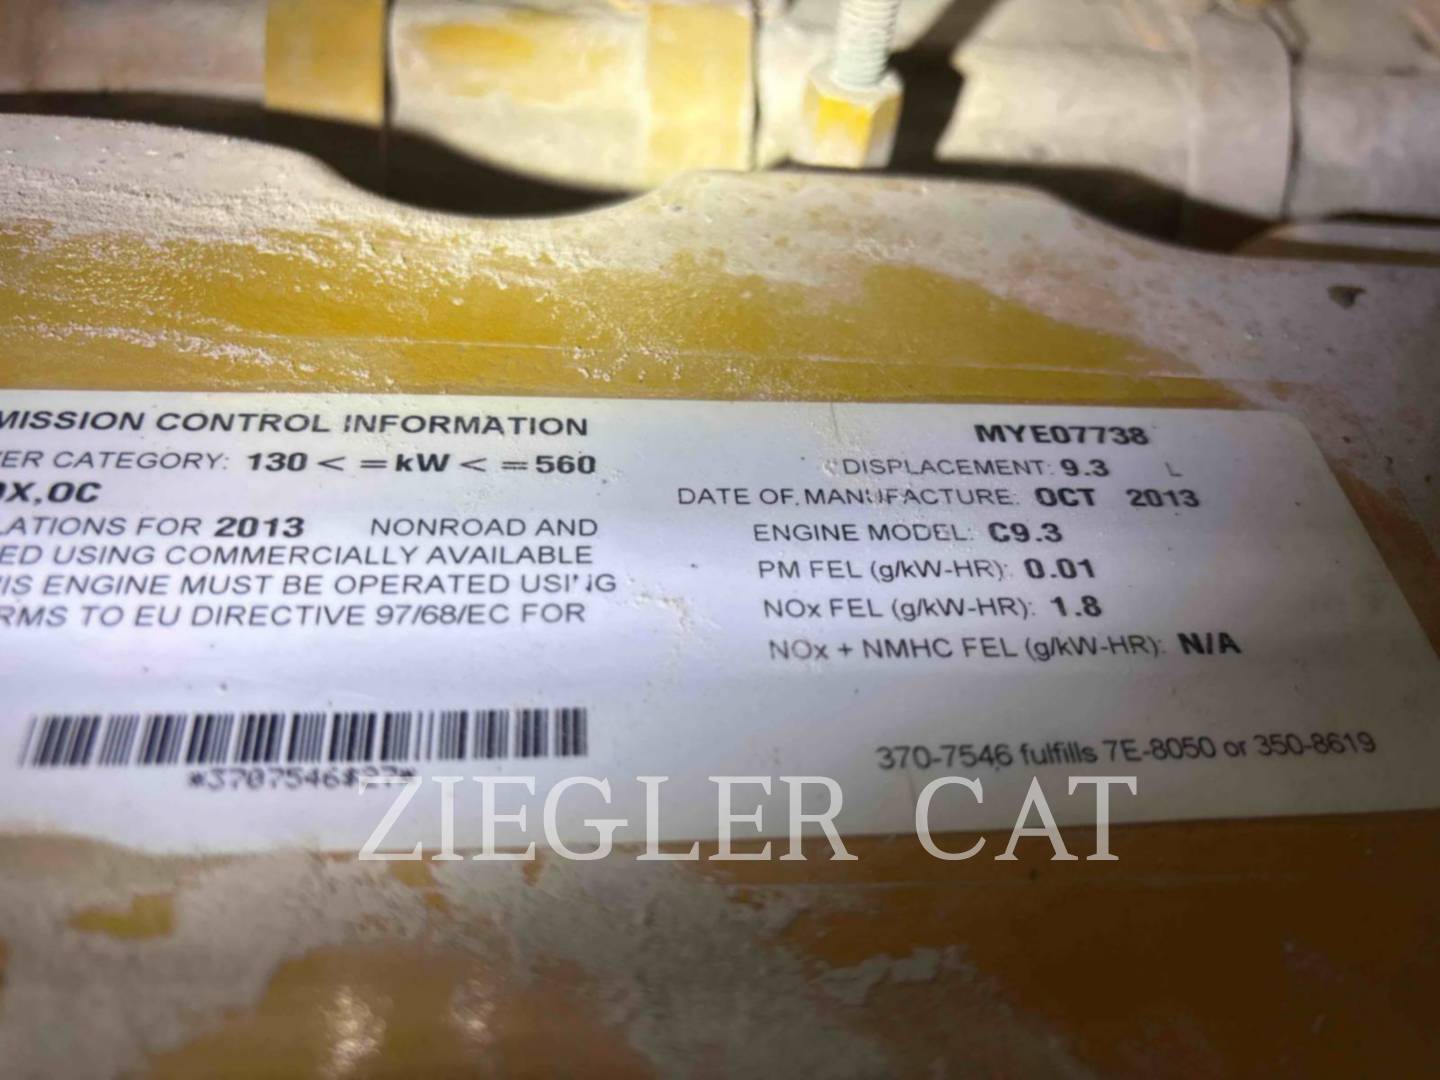 MISSION CONTROL INFORMATION
ER CATEGORY: 130 < = kW < = 560
OX,OC
LATIONS FOR 2013 NONROAD AND
ED USING COMMERCIALLY AVAILABLE
IS ENGINE MUST BE OPERATED USING
RMS TO EU DIRECTIVE 97/68/EC FOR
*3707546$27*
MYE07738
DISPLACEMENT: 9.3 L
DATE OF MANUFACTURE: OCT 2013
ENGINE MODEL: C9.3
PM FEL (g/kW-HR): 0.01
NOx FEL (g/kW-HR): 1.8
NOx + NMHC FEL (g/kW-HR): N/A
370-7546 fulfills 7E-8050 or 350-8619
ZIEGLER CAT